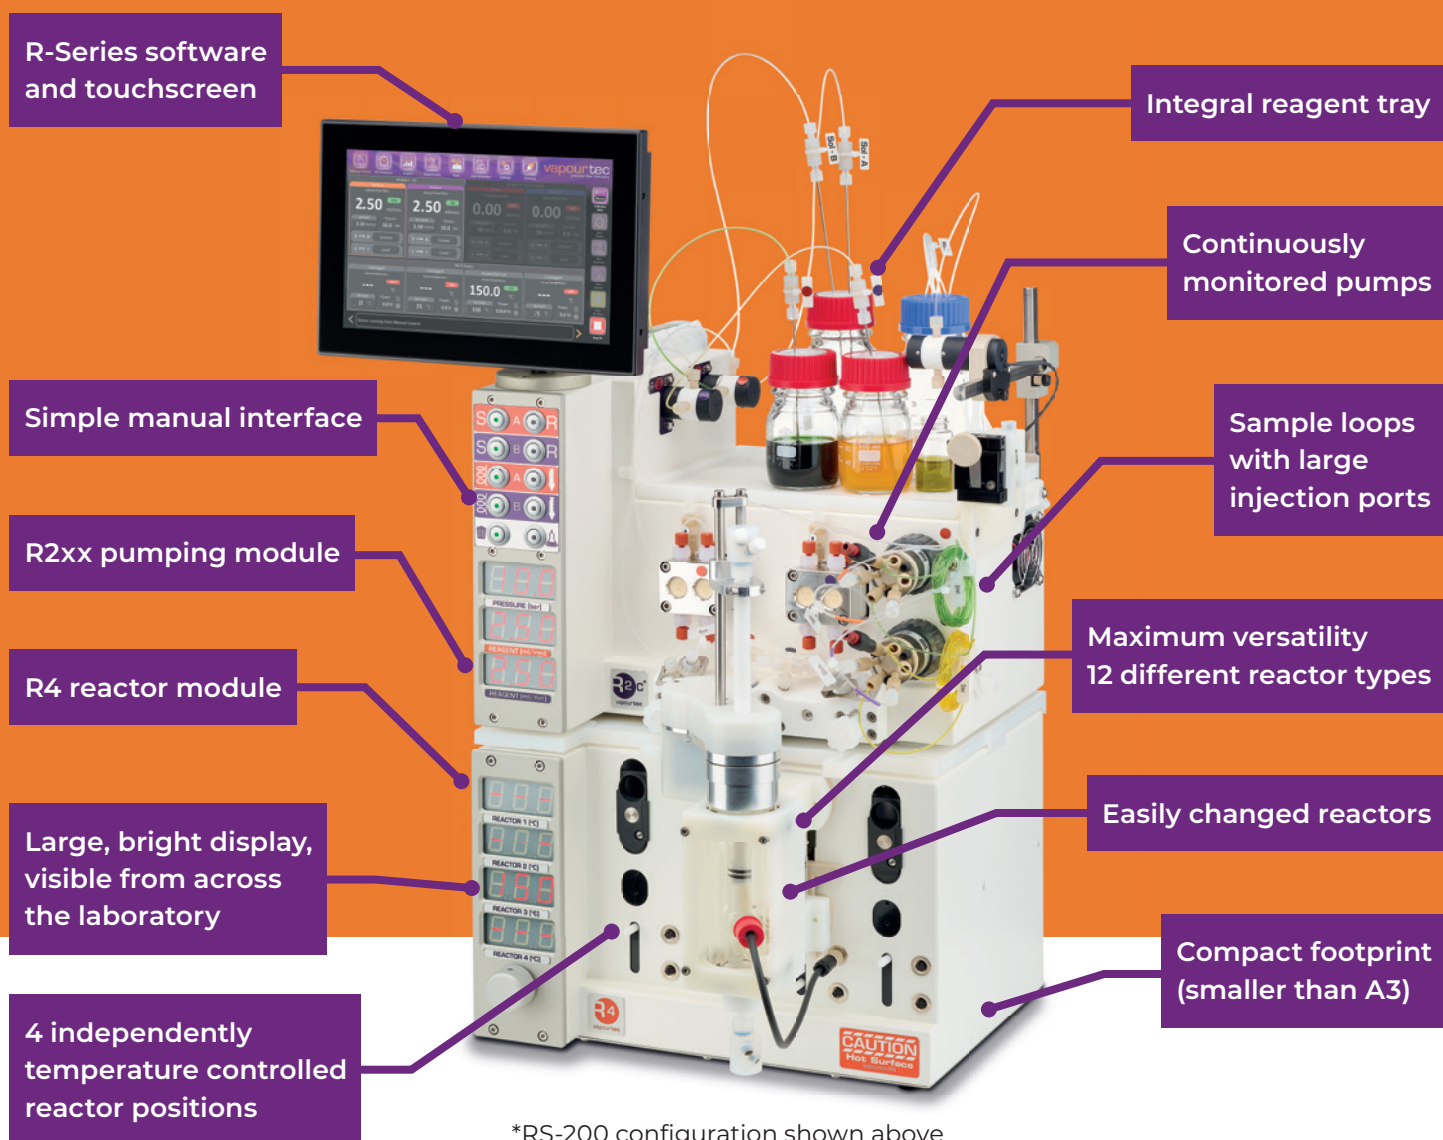 R-Series software
and touchscreen
Integral reagent tray
Continuously
monitored pumps
Simple manual interface
Sample loops
with large
injection ports
R2xx pumping module
Maximum versatility
12 different reactor types
R4 reactor module
Easily changed reactors
Large, bright display,
visible from across
the laboratory
Compact footprint
(smaller than A3)
4 independently
temperature controlled
reactor positions
*RS-200 configuration shown above
vapourtec
2.50
2.50
0.00
0.00
150.0
Sol - B
Sol - A
S A R
S B R
A
B
PRESSURE (bar)
REAGENT (ml/min)
REAGENT (ml/min)
R2C+
vapourtec
REACTOR 1 (°C)
REACTOR 2 (°C)
150
REACTOR 3 (°C)
REACTOR 4 (°C)
R4
vapourtec
CAUTION
Hot Surface